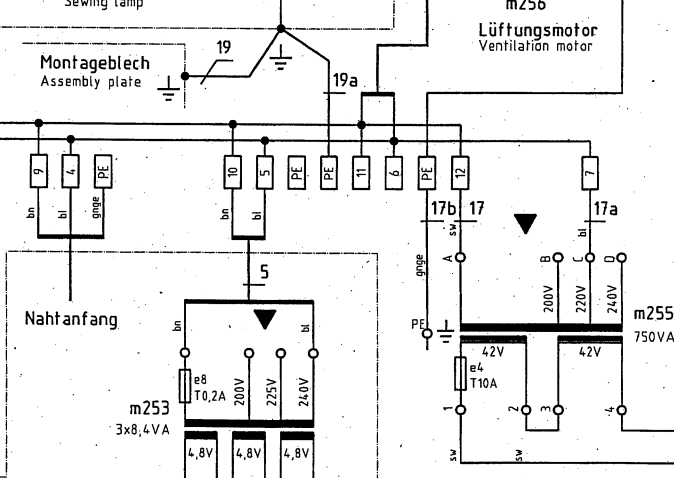 Sewing lamp
m256
Lüftungsmotor
Ventilation motor
Montageblech
Assembly plate
19
19a
9
4
PE
10
5
PE
PE
11
6
PE
12
7
bn
bl
gnge
bn
bl
17b
17
17a
sw
bl
gnge
A
B
C
D
5
Nahtanfang
200V
220V
240V
m255
750VA
PE
bn
bl
42V
42V
e8
T0,2A
200V
225V
240V
e4
T10A
m253
3x8,4VA
1
2
3
4
4,8V
4,8V
4,8V
sw
sw